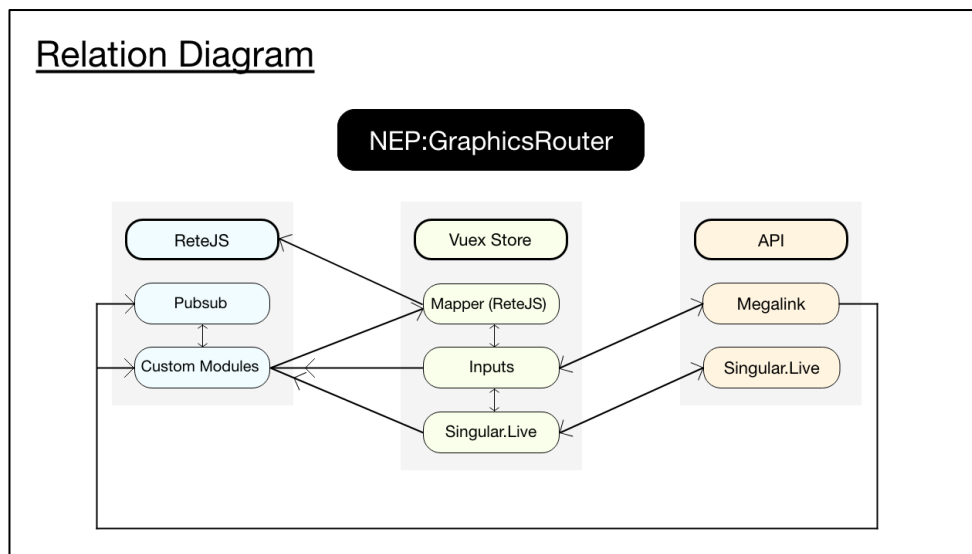 Relation Diagram
NEP:GraphicsRouter
ReteJS
Pubsub
Custom Modules
Vuex Store
Mapper (ReteJS)
Inputs
Singular.Live
API
Megalink
Singular.Live